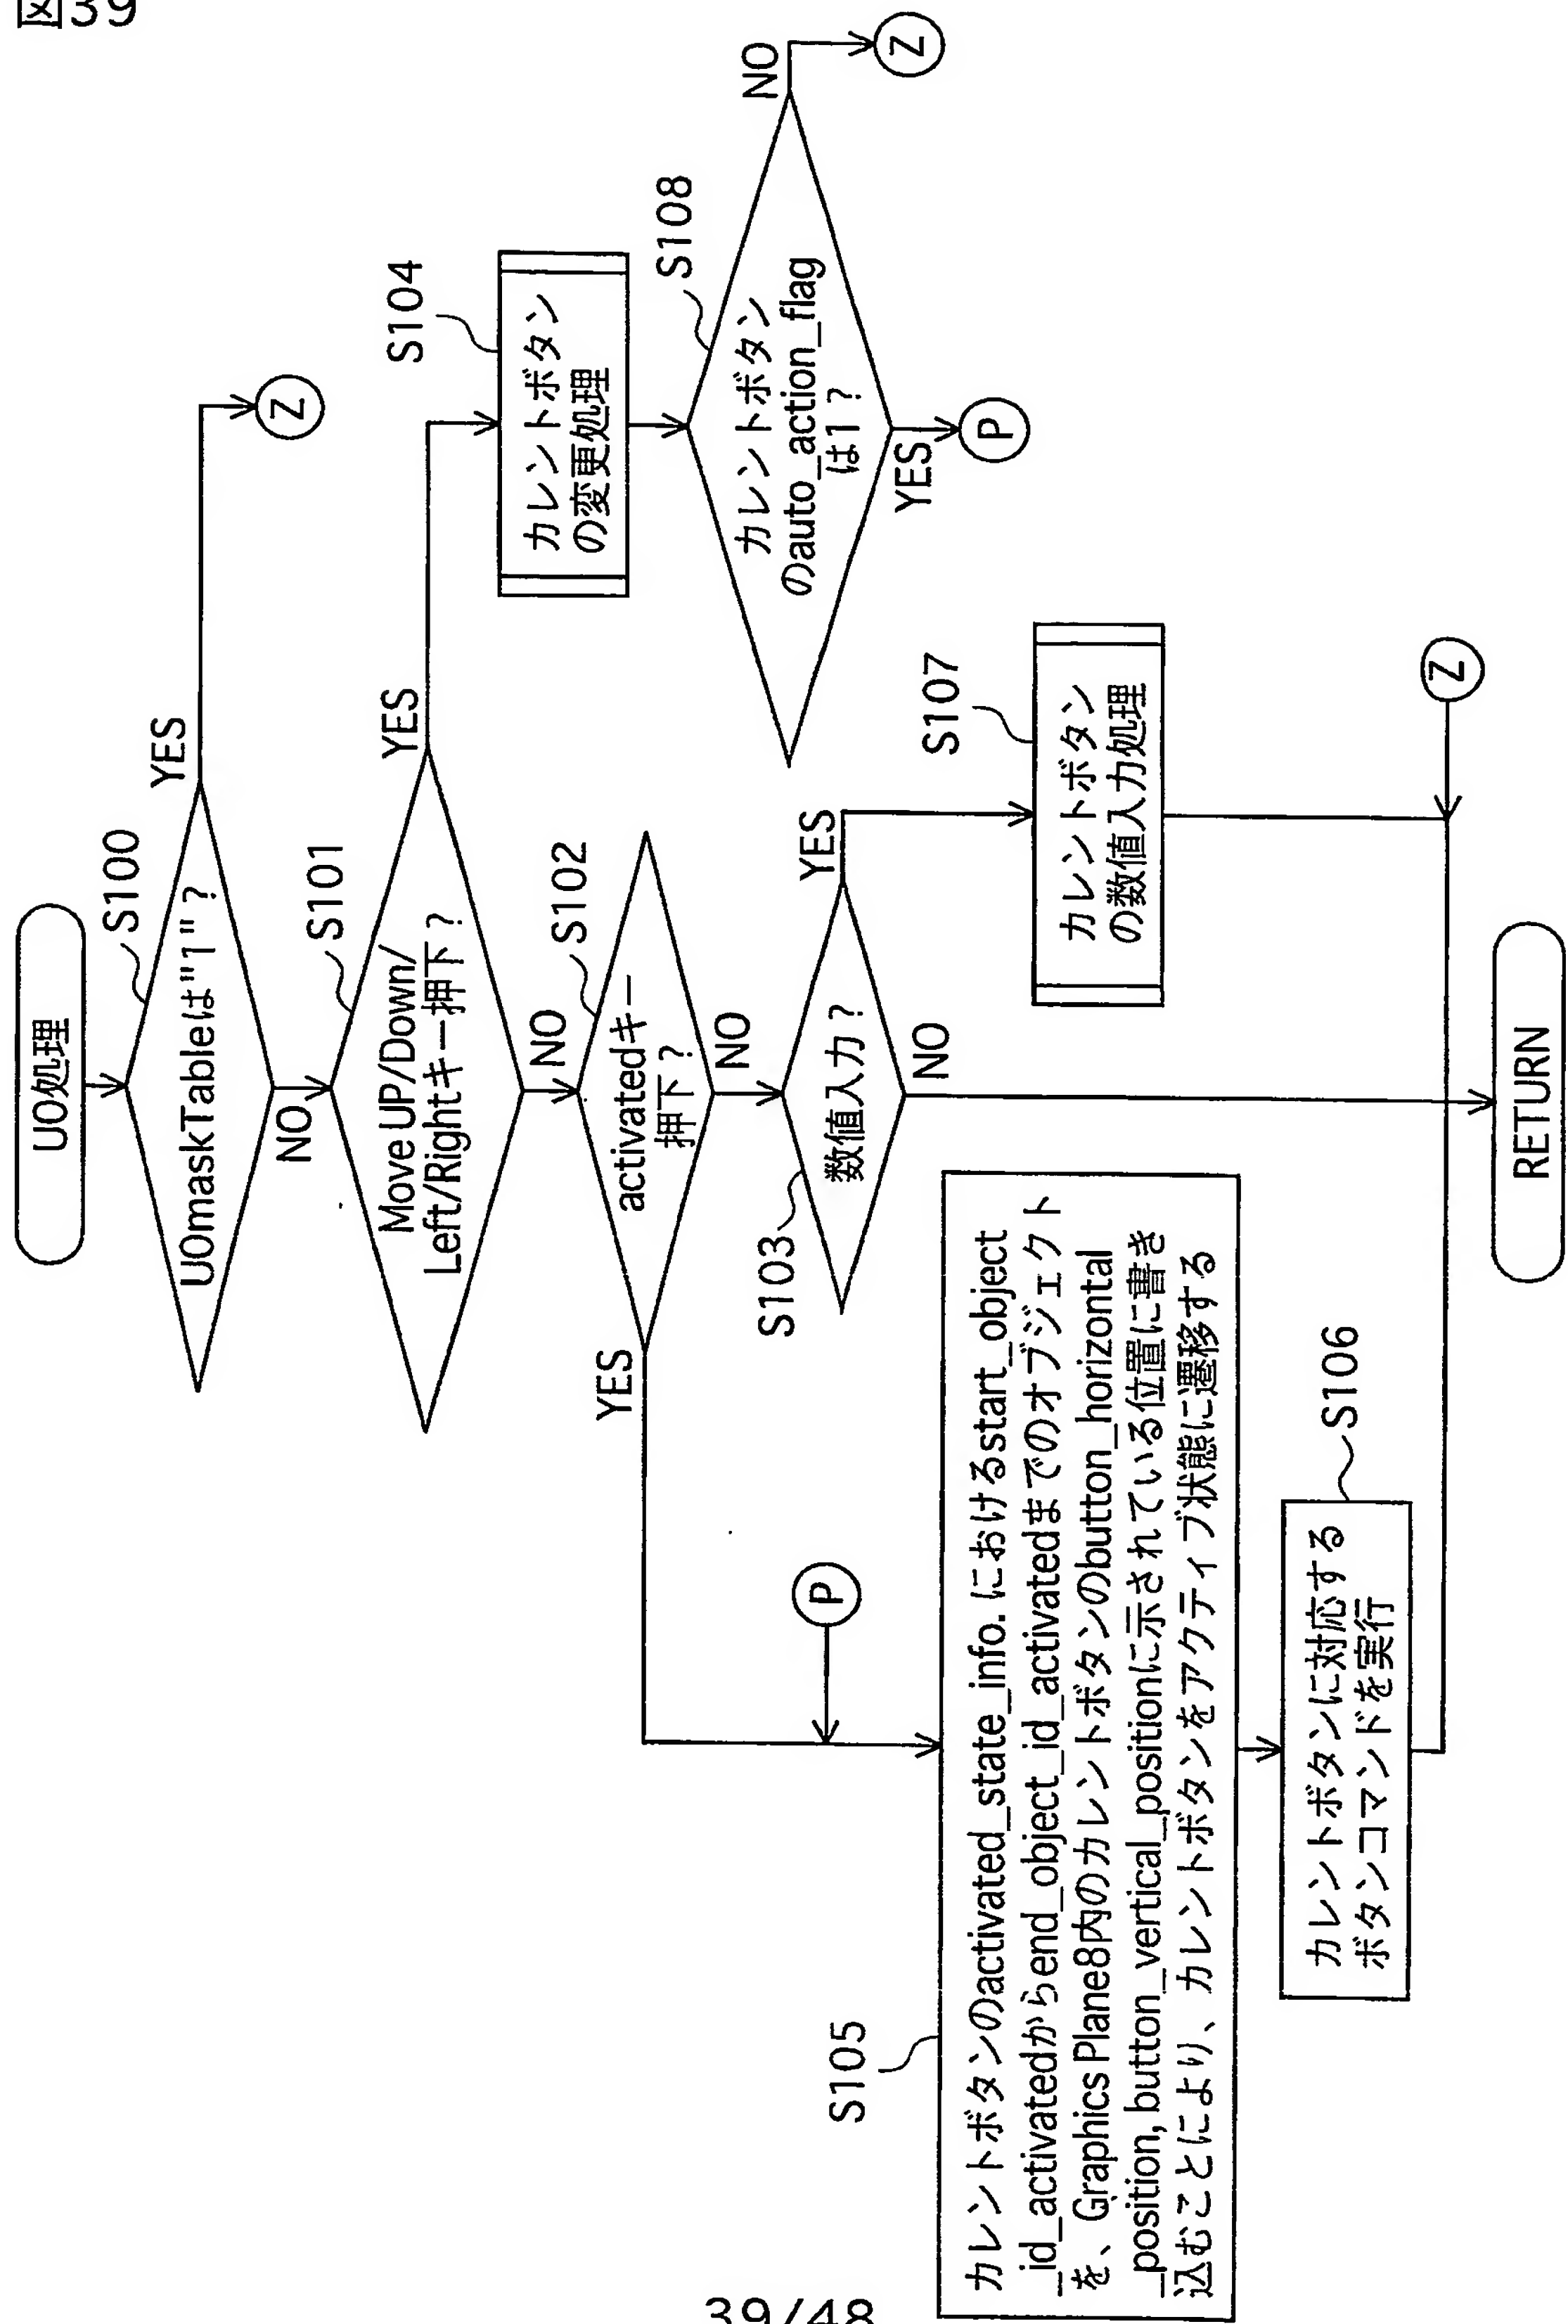 図39
UO処理
S100
UOmaskTableは"1"?
YES
Z
NO
S101
Move UP/Down/
Left/Rightキー押下?
YES
S104
カレントボタン
の変更処理
S108
カレントボタン
のauto_action_flag
は1?
NO
Z
YES
P
NO
S102
activatedキー
押下?
YES
NO
S103
数値入力?
YES
S107
カレントボタン
の数値入力処理
NO
Z
P
S105
カレントボタンのactivated_state_info.におけるstart_object
_id_activatedからend_object_id_activatedまでのオブジェクト
を、Graphics Plane8内のカレントボタンのbutton_horizontal
_position, button_vertical_positionに示されている位置に書き
込むことにより、カレントボタンをアクティブ状態に遷移する
S106
カレントボタンに対応する
ボタンコマンドを実行
RETURN
39/48